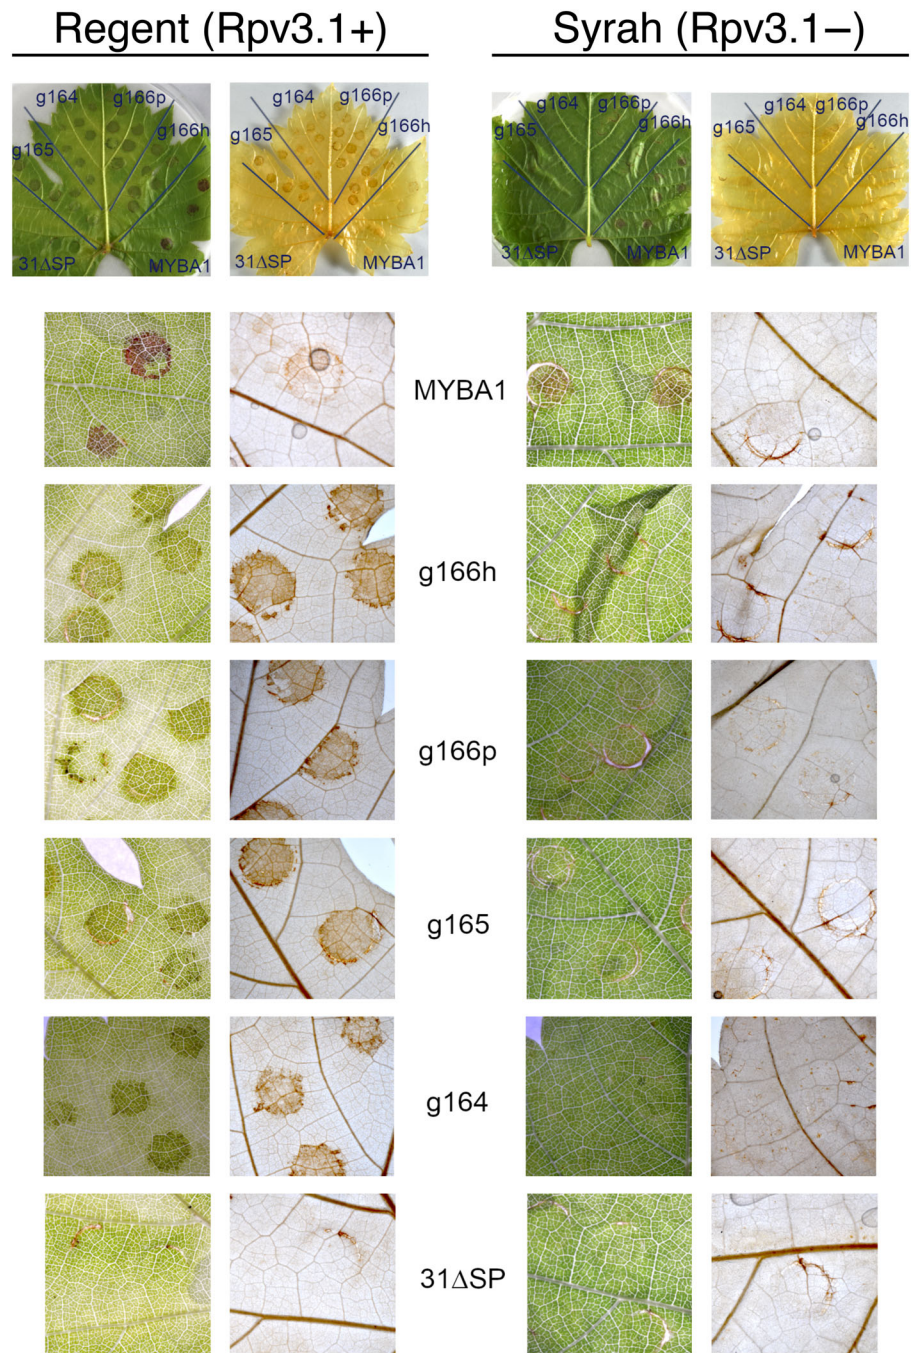 Regent (Rpv3.1+)
Syrah (Rpv3.1−)
g164 g166p
g165 g166h
31ΔSP MYBA1
g164 g166p
g165 g166h
31ΔSP MYBA1
g164 g166p
g165 g166h
31ΔSP MYBA1
g164 g166p
g165 g166h
31ΔSP MYBA1
MYBA1
g166h
g166p
g165
g164
31ΔSP